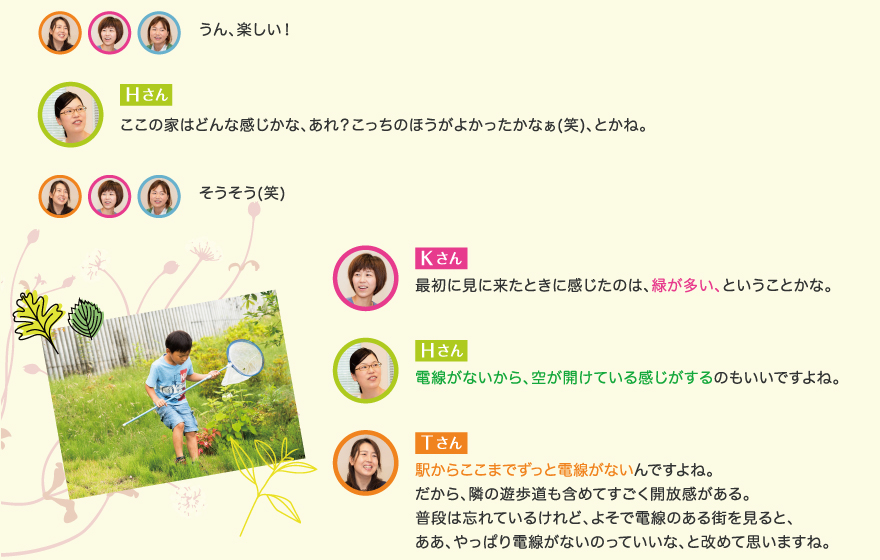 うん、楽しい！
Hさん
ここの家はどんな感じかな、あれ？こっちのほうがよかったかなぁ(笑)、とかね。
そうそう(笑)
Kさん
最初に見に来たときに感じたのは、緑が多い、ということかな。
Hさん
電線がないから、空が開けている感じがするのもいいですよね。
Tさん
駅からここまでずっと電線がないんですよね。
だから、隣の遊歩道も含めてすごく開放感がある。
普段は忘れているけれど、よそで電線のある街を見ると、
ああ、やっぱり電線がないのっていいな、と改めて思いますね。